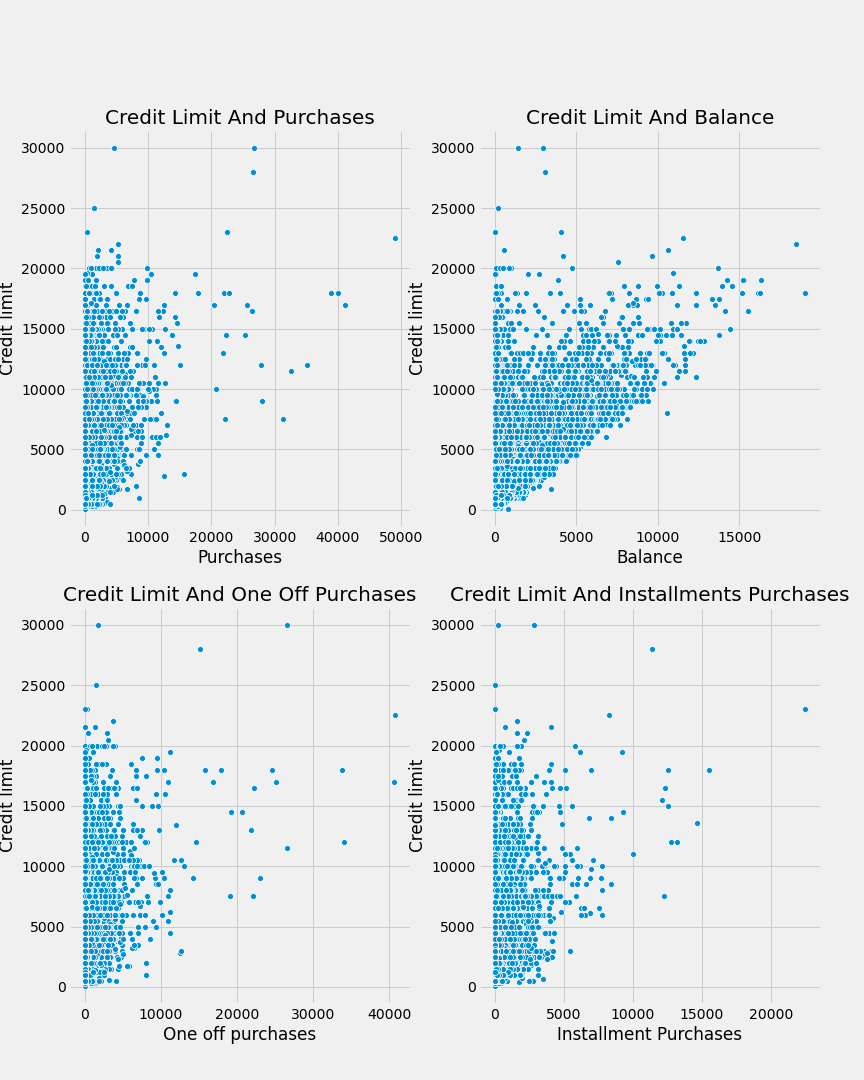 Credit Limit And Purchases
Credit limit
30000
25000
20000
15000
10000
5000
0
0 10000 20000 30000 40000 50000
Purchases
Credit Limit And Balance
Credit limit
30000
25000
20000
15000
10000
5000
0
0 5000 10000 15000
Balance
Credit Limit And One Off Purchases
Credit limit
30000
25000
20000
15000
10000
5000
0
0 10000 20000 30000 40000
One off purchases
Credit Limit And Installments Purchases
Credit limit
30000
25000
20000
15000
10000
5000
0
0 5000 10000 15000 20000
Installment Purchases